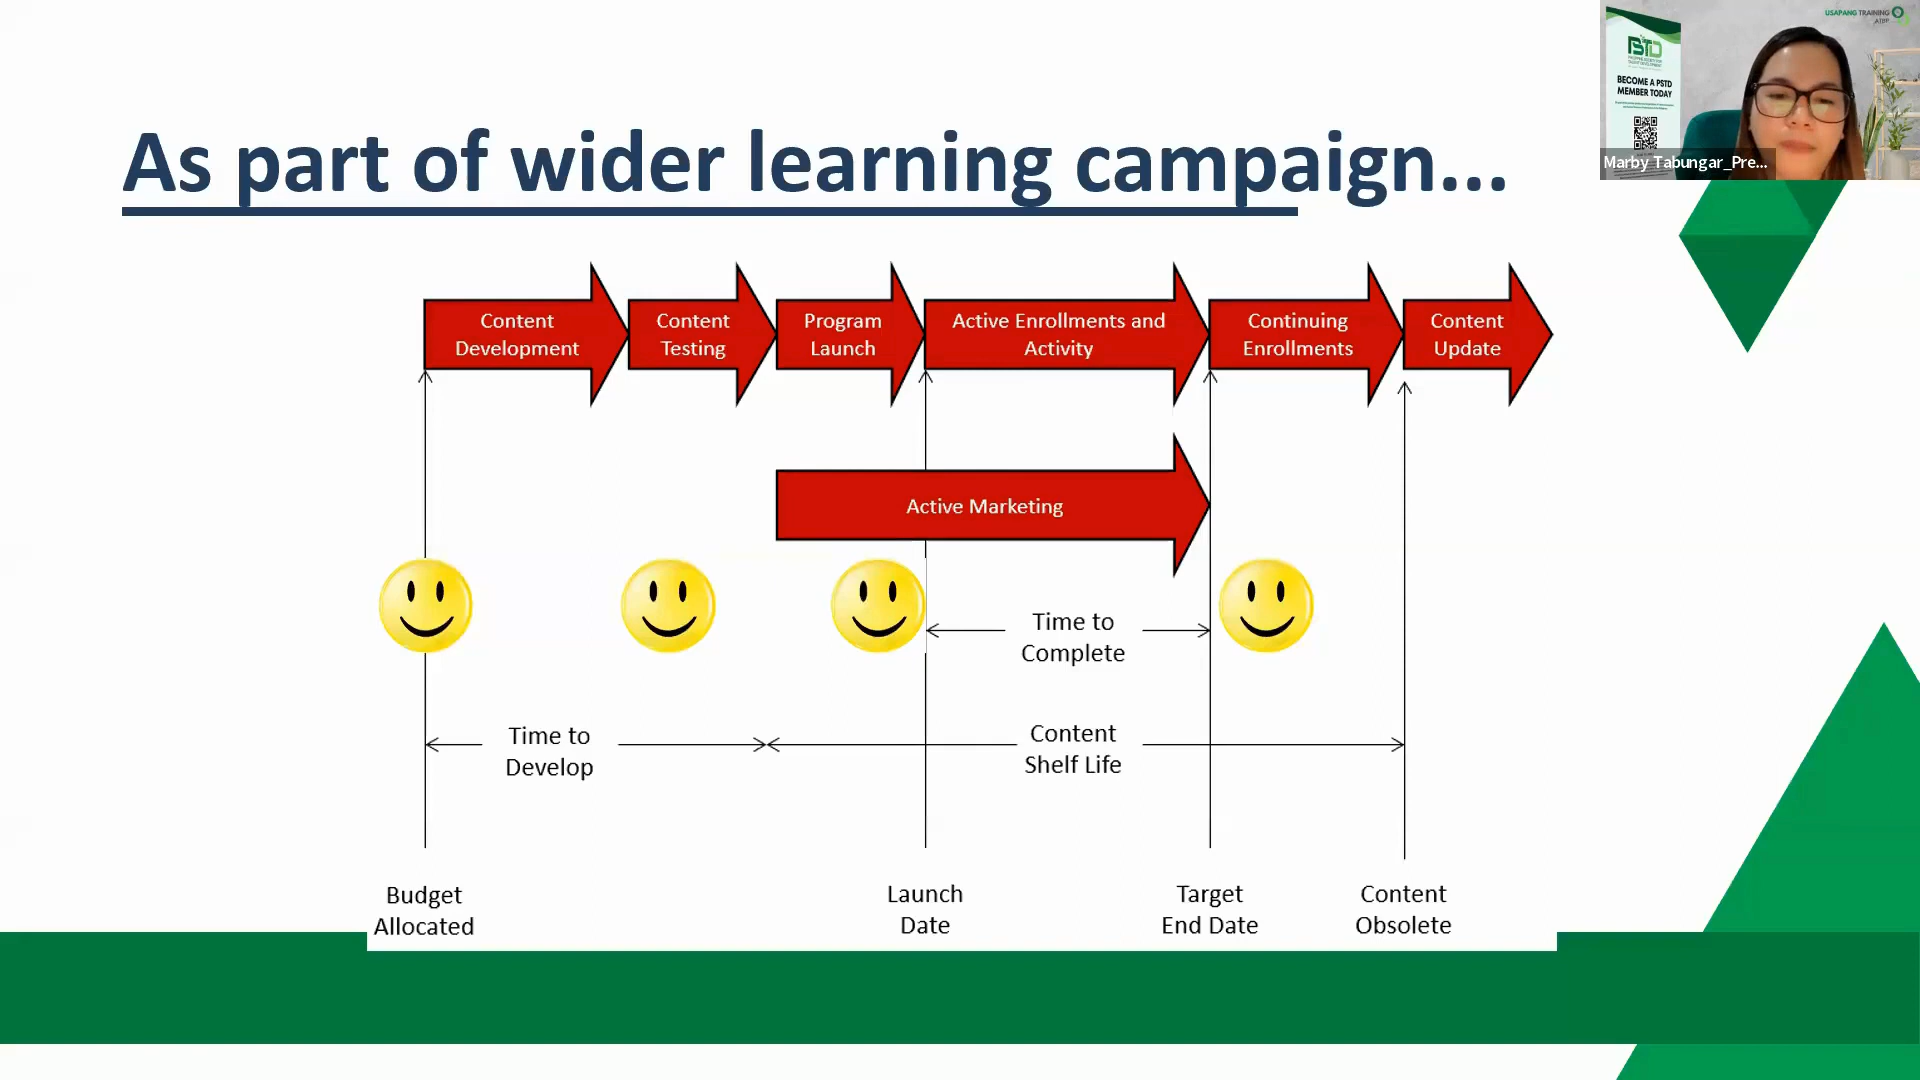 USAPANG TRAINING
ATBP
BECOME A PSTD
MEMBER TODAY
Marby Tabungar_Pre...
As part of wider learning campaign...
Content
Development
Content
Testing
Program
Launch
Active Enrollments and
Activity
Continuing
Enrollments
Content
Update
Active Marketing
Time to
Complete
Time to
Develop
Content
Shelf Life
Budget
Allocated
Launch
Date
Target
End Date
Content
Obsolete